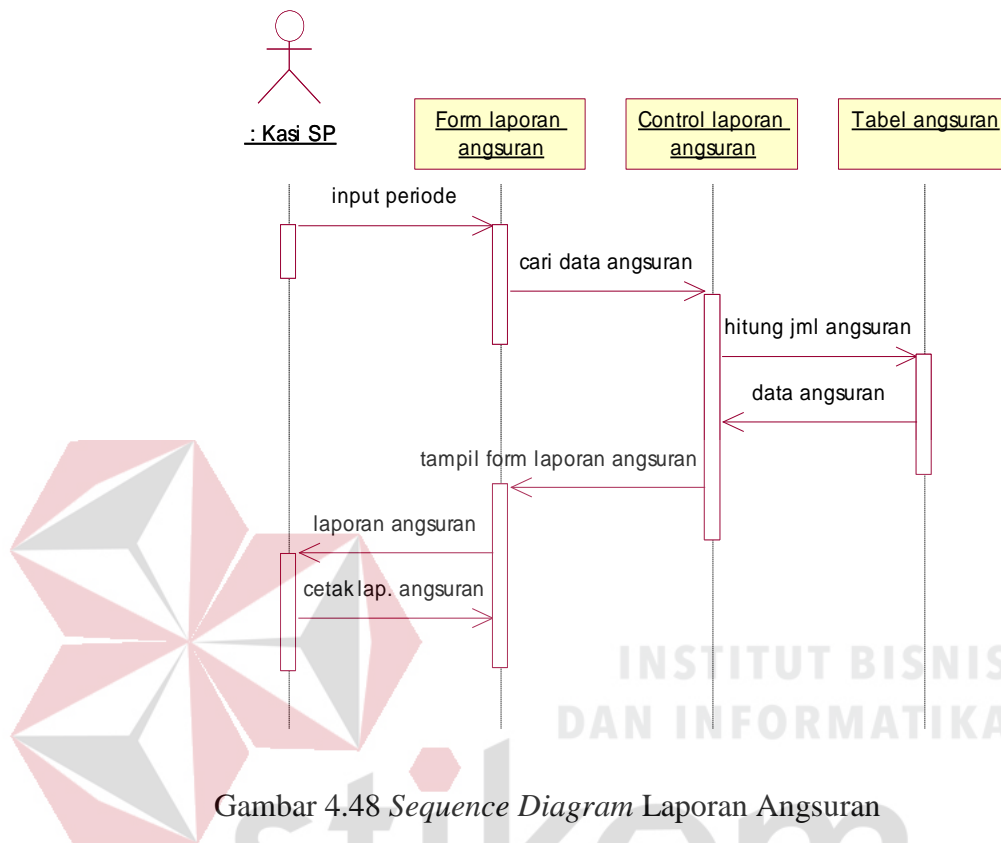 : Kasi SP
Form laporan
angsuran
Control laporan
angsuran
Tabel angsuran
input periode
cari data angsuran
hitung jml angsuran
data angsuran
tampil form laporan angsuran
laporan angsuran
cetak lap. angsuran
INSTITUT BISNIS
DAN INFORMATIKA
stikom
Gambar 4.48 Sequence Diagram Laporan Angsuran